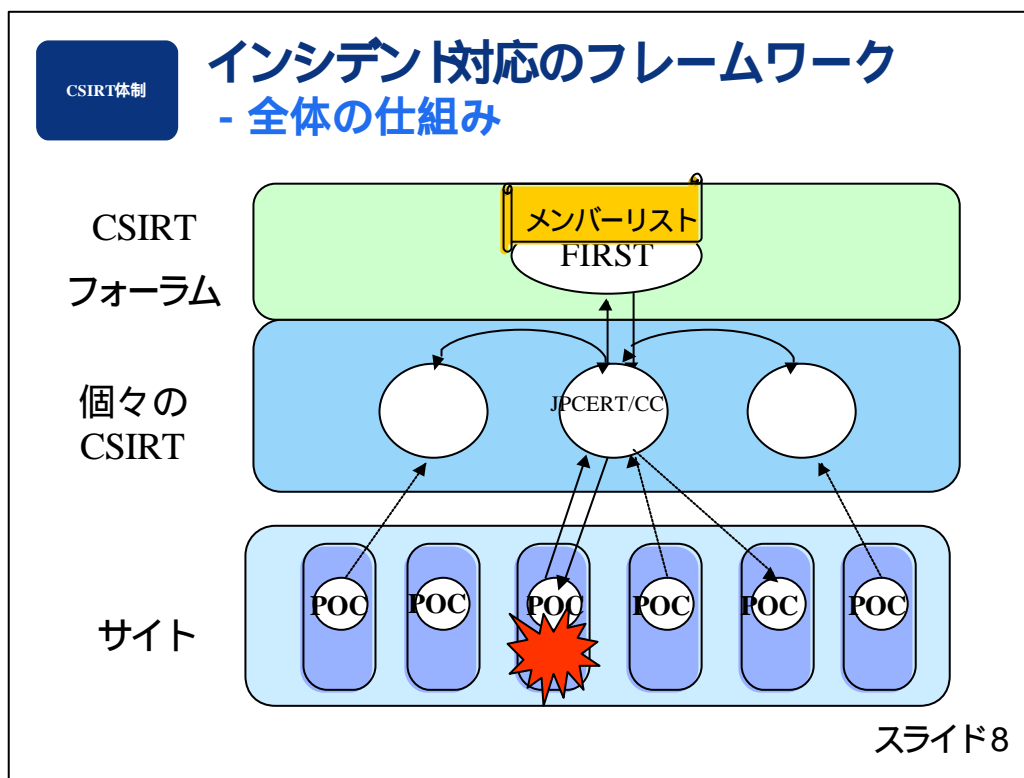 CSIRT体制
インシデント対応のフレームワーク
- 全体の仕組み
CSIRT
フォーラム
メンバーリスト
FIRST
個々の
CSIRT
JPCERT/CC
サイト
POC
POC
POC
POC
POC
POC
スライド8